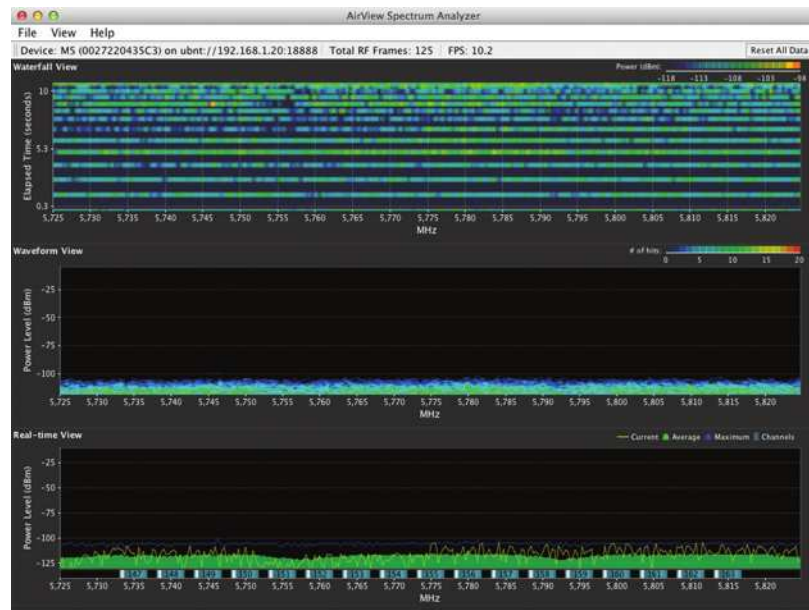 AirView Spectrum Analyzer
File View Help
Device: M5 (0027220435C3) on ubnt://192.168.1.20:18888 Total RF Frames: 125 FPS: 10.2 Reset All Data
Waterfall View Power (dBm):
-118 -113 -108 -103 -98
Elapsed Time (seconds)
10
5.3
0.3
5,725 5,730 5,735 5,740 5,745 5,750 5,755 5,760 5,765 5,770 5,775 5,780 5,785 5,790 5,795 5,800 5,805 5,810 5,815 5,820
MHz
Waveform View # of hits:
0 5 10 15 20
Power Level (dBm)
-25
-50
-75
-100
5,725 5,730 5,735 5,740 5,745 5,750 5,755 5,760 5,765 5,770 5,775 5,780 5,785 5,790 5,795 5,800 5,805 5,810 5,815 5,820
MHz
Real-time View Current Average Maximum Channels
Power Level (dBm)
-25
-50
-75
-100
-125
5,725 5,730 5,735 5,740 5,745 5,750 5,755 5,760 5,765 5,770 5,775 5,780 5,785 5,790 5,795 5,800 5,805 5,810 5,815 5,820
MHz